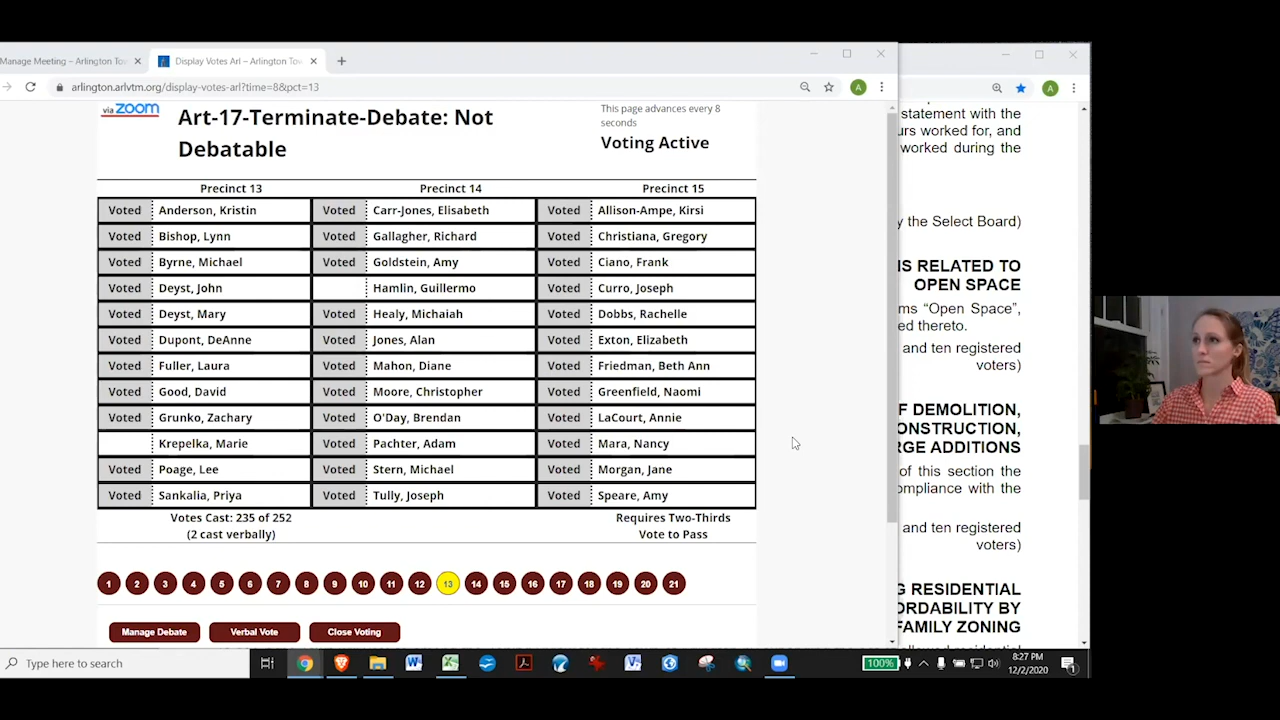 Manage Meeting – Arlington Tow
Display Votes Arl – Arlington Tow
arlington.arlvtm.org/display-votes-arl?time=8&pct=13
A
A
via zoom
Art-17-Terminate-Debate: Not
Debatable
This page advances every 8
seconds
Voting Active
Precinct 13 Precinct 14 Precinct 15
Voted Anderson, Kristin Voted Carr-Jones, Elisabeth Voted Allison-Ampe, Kirsi
Voted Bishop, Lynn Voted Gallagher, Richard Voted Christiana, Gregory
Voted Byrne, Michael Voted Goldstein, Amy Voted Ciano, Frank
Voted Deyst, John Hamlin, Guillermo Voted Curro, Joseph
Voted Deyst, Mary Voted Healy, Michaiah Voted Dobbs, Rachelle
Voted Dupont, DeAnne Voted Jones, Alan Voted Exton, Elizabeth
Voted Fuller, Laura Voted Mahon, Diane Voted Friedman, Beth Ann
Voted Good, David Voted Moore, Christopher Voted Greenfield, Naomi
Voted Grunko, Zachary Voted O'Day, Brendan Voted LaCourt, Annie
Krepelka, Marie Voted Pachter, Adam Voted Mara, Nancy
Voted Poage, Lee Voted Stern, Michael Voted Morgan, Jane
Voted Sankalia, Priya Voted Tully, Joseph Voted Speare, Amy
Votes Cast: 235 of 252
(2 cast verbally)
Requires Two-Thirds
Vote to Pass
1 2 3 4 5 6 7 8 9 10 11 12 13 14 15 16 17 18 19 20 21
Manage Debate Verbal Vote Close Voting
statement with the
urs worked for, and
worked during the
y the Select Board)
NS RELATED TO
OPEN SPACE
ms “Open Space”,
ed thereto.
and ten registered
voters)
F DEMOLITION,
ONSTRUCTION,
RGE ADDITIONS
of this section the
ompliance with the
and ten registered
voters)
G RESIDENTIAL
ORDABILITY BY
FAMILY ZONING
allowed residential
Type here to search
100%
8:27 PM
12/2/2020
1